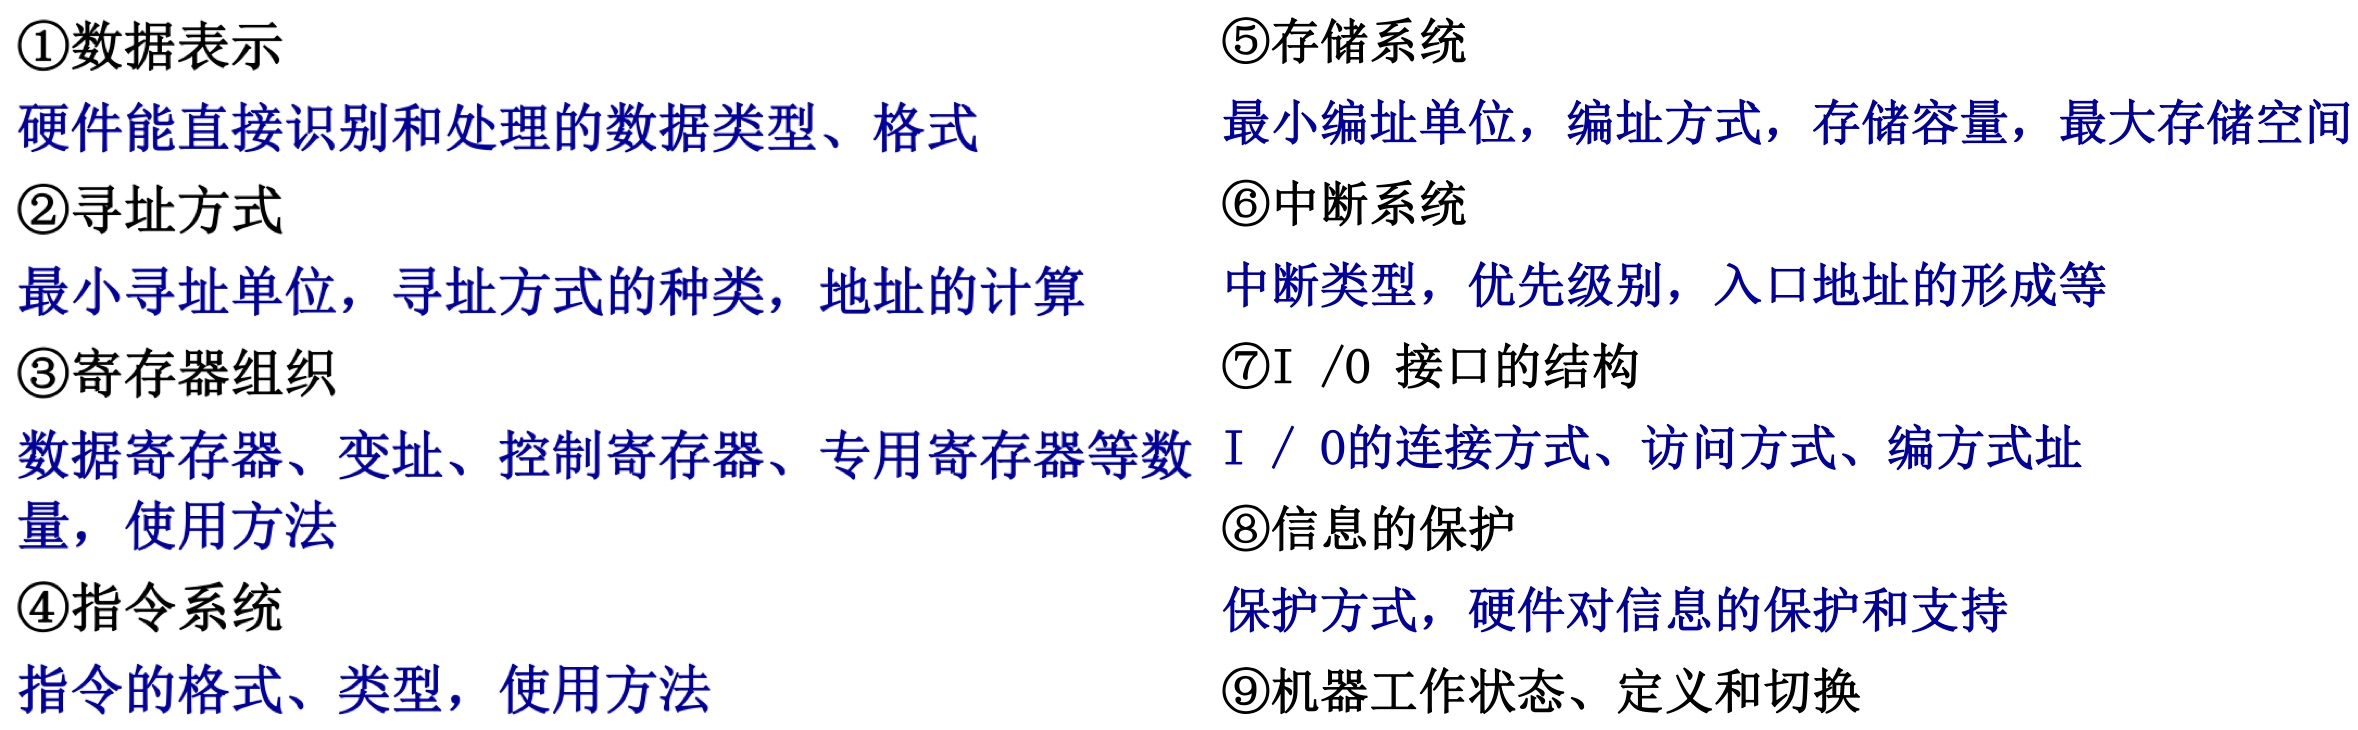 ①数据表示
硬件能直接识别和处理的数据类型、格式
②寻址方式
最小寻址单位，寻址方式的种类，地址的计算
③寄存器组织
数据寄存器、变址、控制寄存器、专用寄存器等数
量，使用方法
④指令系统
指令的格式、类型，使用方法
⑤存储系统
最小编址单位，编址方式，存储容量，最大存储空间
⑥中断系统
中断类型，优先级别，入口地址的形成等
⑦I /O 接口的结构
I / O的连接方式、访问方式、编方式址
⑧信息的保护
保护方式，硬件对信息的保护和支持
⑨机器工作状态、定义和切换